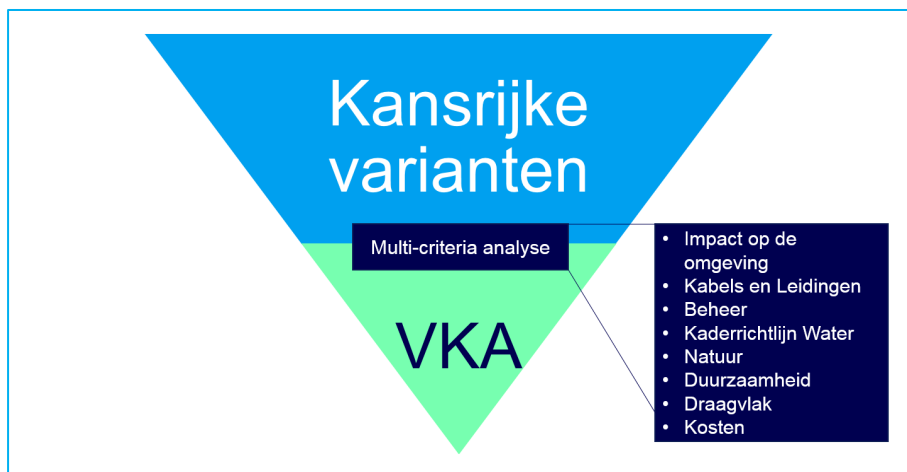 Kansrijke
varianten
Multi-criteria analyse
VKA
• Impact op de
omgeving
• Kabels en Leidingen
• Beheer
• Kaderrichtlijn Water
• Natuur
• Duurzaamheid
• Draagvlak
• Kosten